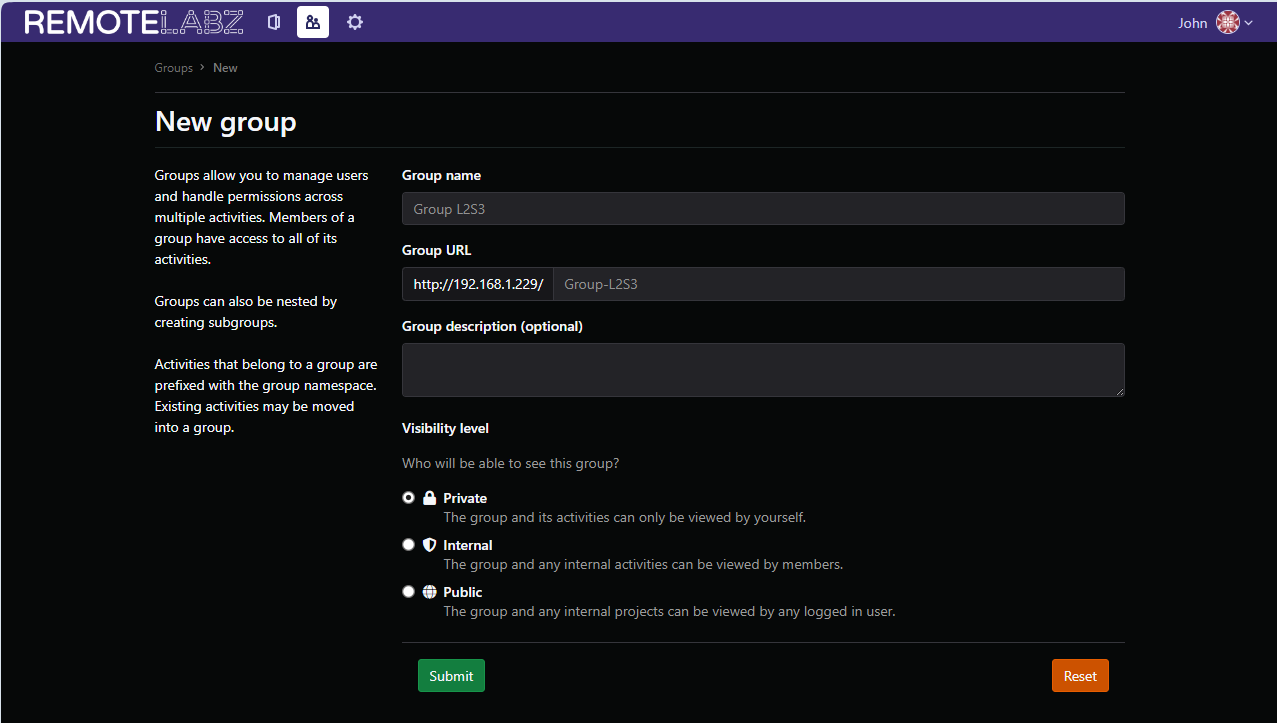 REMOTELABZ
John
Groups > New
New group
Groups allow you to manage users
and handle permissions across
multiple activities. Members of a
group have access to all of its
activities.
Groups can also be nested by
creating subgroups.
Activities that belong to a group are
prefixed with the group namespace.
Existing activities may be moved
into a group.
Group name
Group L2S3
Group URL
http://192.168.1.229/ Group-L2S3
Group description (optional)
Visibility level
Who will be able to see this group?
Private
The group and its activities can only be viewed by yourself.
Internal
The group and any internal activities can be viewed by members.
Public
The group and any internal projects can be viewed by any logged in user.
Submit
Reset